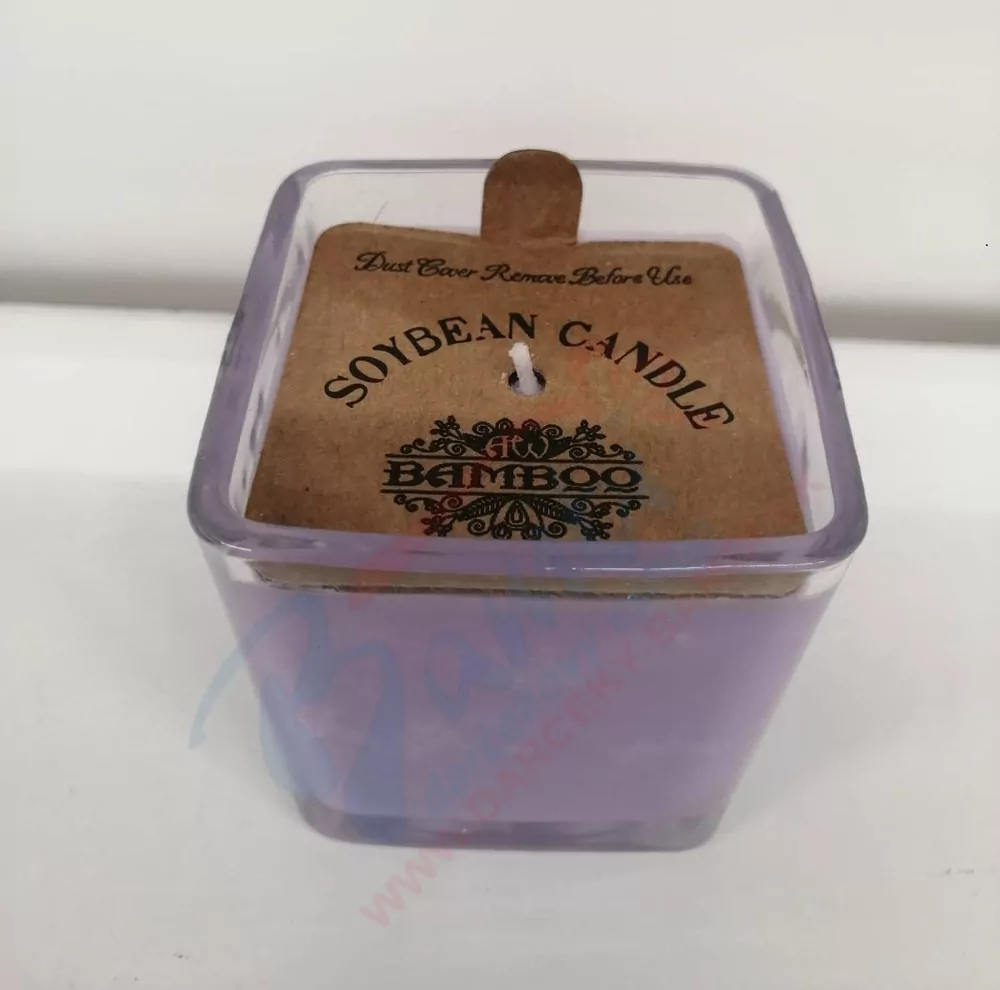 Dust Cover Remove Before Use
SOYBEAN CANDLE
AW
BAMBOO